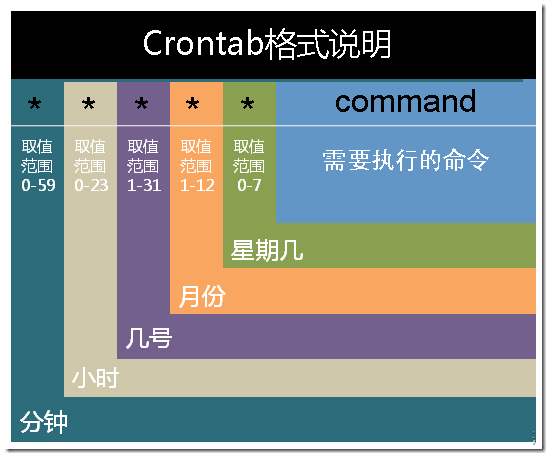 Crontab格式说明
* * * * * command
取值范围 0-59
取值范围 0-23
取值范围 1-31
取值范围 1-12
取值范围 0-7
需要执行的命令
星期几
月份
几号
小时
分钟